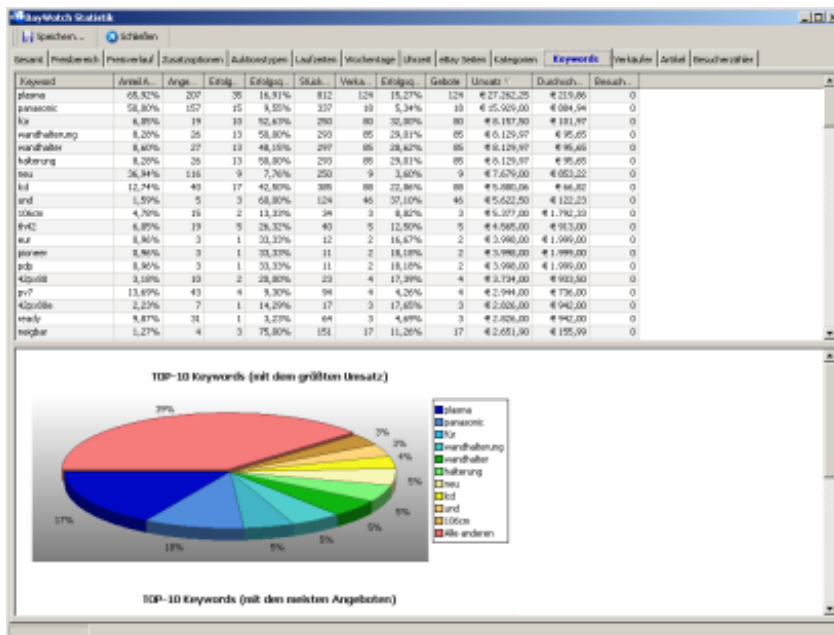 BayWatch Statistik
Speichern... Schließen
Gesamt Preisbereich Preisverlauf Zusatzoptionen Auktionstypen Laufzeiten Wochentage Uhrzeit eBay Seiten Kategorien Keywords Verkäufer Artikel Besucherzähler
Keyword Anteil A... Ange... Erfolg... Erfolgsq... Stück... Verka... Erfolgsq... Gebote Umsatz Durchsch... Besuch...
plasma 65,92% 207 35 16,91% 812 124 15,27% 124 € 27.262,25 € 219,86 0
panasonic 50,00% 157 15 9,55% 337 18 5,34% 18 € 15.929,00 € 884,94 0
für 6,05% 19 10 52,63% 250 80 32,00% 80 € 8.157,50 € 101,97 0
wandhalterung 8,28% 26 13 50,00% 293 85 29,01% 85 € 8.129,97 € 95,65 0
wandhalter 8,60% 27 13 48,15% 297 85 28,62% 85 € 8.129,97 € 95,65 0
halterung 8,28% 26 13 50,00% 293 85 29,01% 85 € 8.129,97 € 95,65 0
neu 36,94% 116 9 7,76% 250 9 3,60% 9 € 7.679,00 € 853,22 0
lcd 12,74% 40 17 42,50% 385 88 22,86% 88 € 5.880,06 € 66,82 0
und 1,59% 5 3 60,00% 124 46 37,10% 46 € 5.622,50 € 122,23 0
106cm 4,78% 15 2 13,33% 34 3 8,82% 3 € 5.377,00 € 1.792,33 0
th42 6,05% 19 5 26,32% 40 5 12,50% 5 € 4.565,00 € 913,00 0
eur 0,96% 3 1 33,33% 12 2 16,67% 2 € 3.998,00 € 1.999,00 0
pioneer 0,96% 3 1 33,33% 11 2 18,18% 2 € 3.998,00 € 1.999,00 0
pdp 0,96% 3 1 33,33% 11 2 18,18% 2 € 3.998,00 € 1.999,00 0
42px80 3,18% 10 2 20,00% 23 4 17,39% 4 € 3.734,00 € 933,50 0
pv7 13,69% 43 4 9,30% 94 4 4,26% 4 € 2.944,00 € 736,00 0
42px80e 2,23% 7 1 14,29% 17 3 17,65% 3 € 2.826,00 € 942,00 0
ready 9,87% 31 1 3,23% 64 3 4,69% 3 € 2.826,00 € 942,00 0
neigbar 1,27% 4 3 75,00% 151 17 11,26% 17 € 2.651,90 € 155,99 0
TOP-10 Keywords (mit dem größten Umsatz)
39%
3%
3%
4%
5%
5%
5%
5%
5%
10%
17%
plasma
panasonic
für
wandhalterung
wandhalter
halterung
neu
lcd
und
106cm
Alle anderen
TOP-10 Keywords (mit den meisten Angeboten)